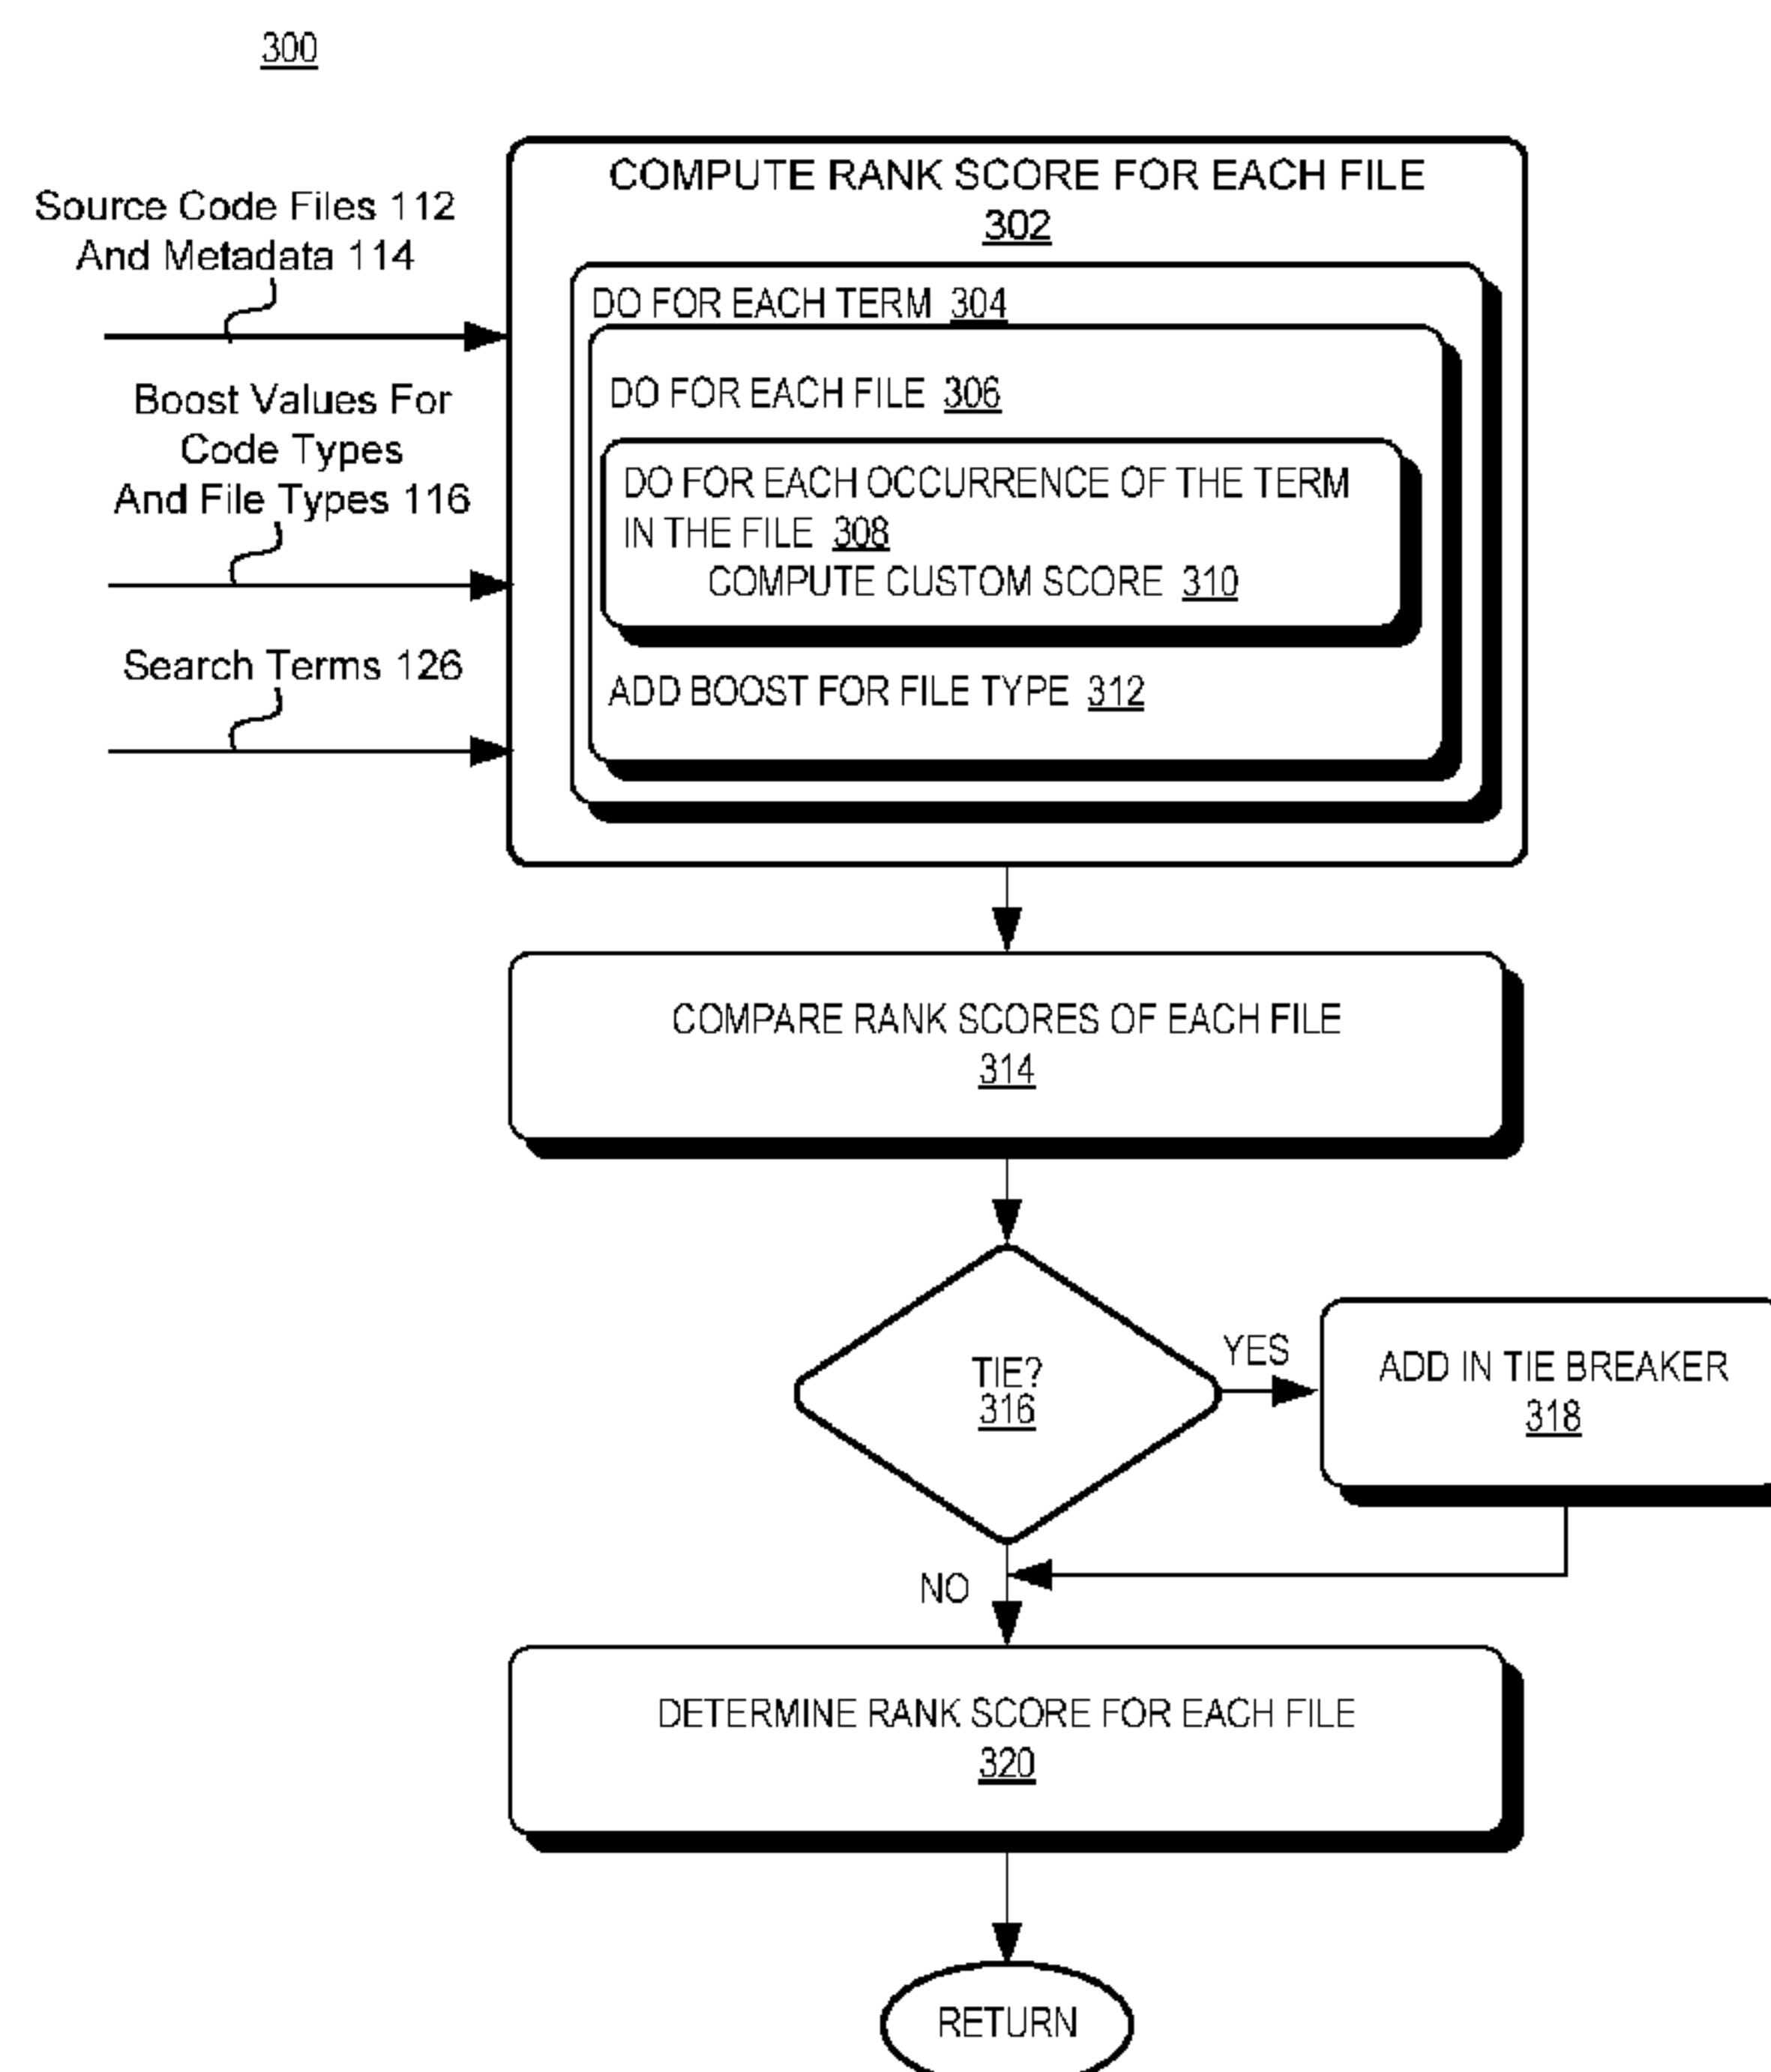 300
COMPUTE RANK SCORE FOR EACH FILE
302
Source Code Files 112
And Metadata 114
DO FOR EACH TERM 304
Boost Values For
Code Types
And File Types 116
DO FOR EACH FILE 306
DO FOR EACH OCCURRENCE OF THE TERM
IN THE FILE 308
COMPUTE CUSTOM SCORE 310
Search Terms 126
ADD BOOST FOR FILE TYPE 312
COMPARE RANK SCORES OF EACH FILE
314
TIE?
316
YES
ADD IN TIE BREAKER
318
NO
DETERMINE RANK SCORE FOR EACH FILE
320
RETURN